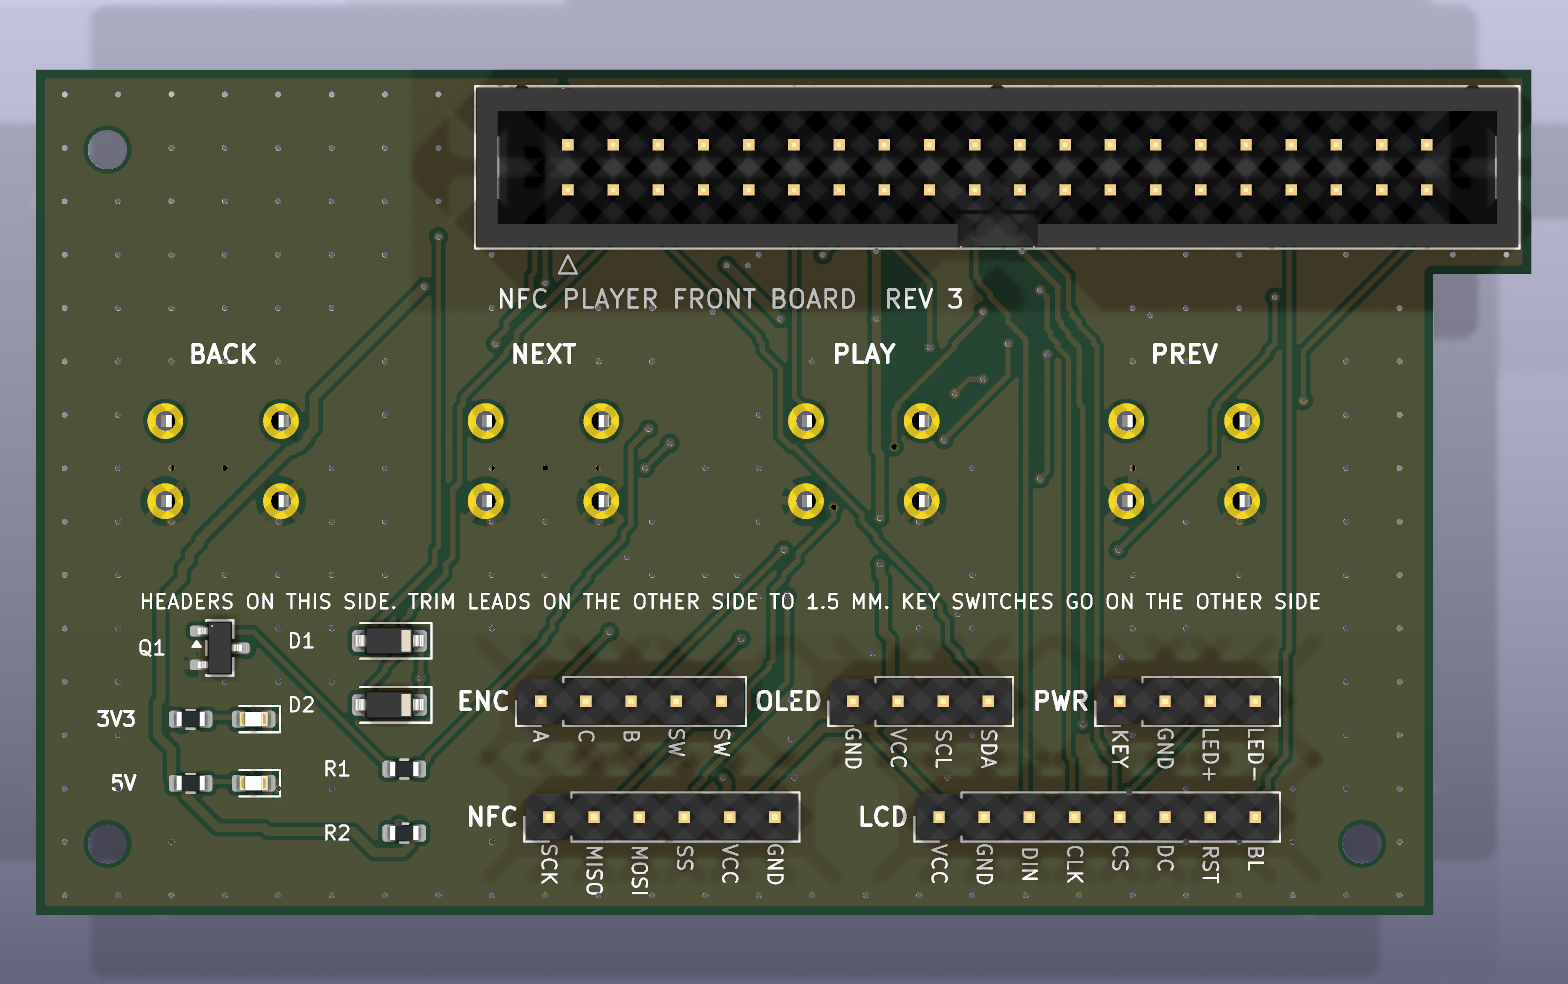 NFC PLAYER FRONT BOARD REV 3
BACK NEXT PLAY PREV
HEADERS ON THIS SIDE. TRIM LEADS ON THE OTHER SIDE TO 1.5 MM. KEY SWITCHES GO ON THE OTHER SIDE
Q1 D1
D2
3V3
5V
R1
R2
ENC
A C B SW SW
OLED
GND VCC SCL SDA
PWR
KEY GND LED+ LED-
NFC
SCK MISO MOSI SS VCC GND
LCD
VCC GND DIN CLK CS DC RST BL